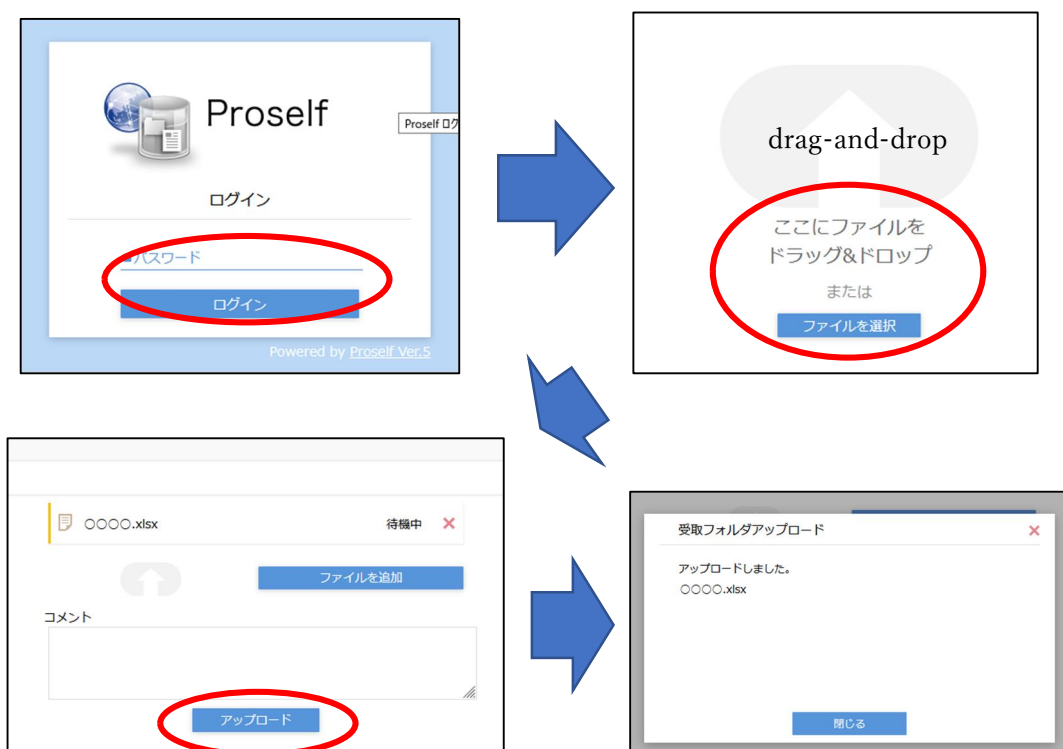 Proself
Proself ログ
ログイン
パスワード
ログイン
Powered by Proself Ver.5
drag-and-drop
ここにファイルを
ドラッグ&ドロップ
または
ファイルを選択
〇〇〇〇.xlsx 待機中
ファイルを追加
コメント
アップロード
受取フォルダアップロード
アップロードしました。
〇〇〇〇.xlsx
閉じる